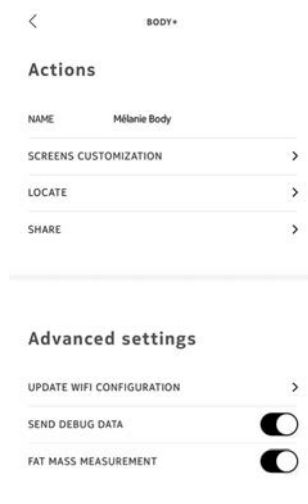 BODY+
Actions
NAME Mélanie Body
SCREENS CUSTOMIZATION
LOCATE
SHARE
Advanced settings
UPDATE WIFI CONFIGURATION
SEND DEBUG DATA
FAT MASS MEASUREMENT